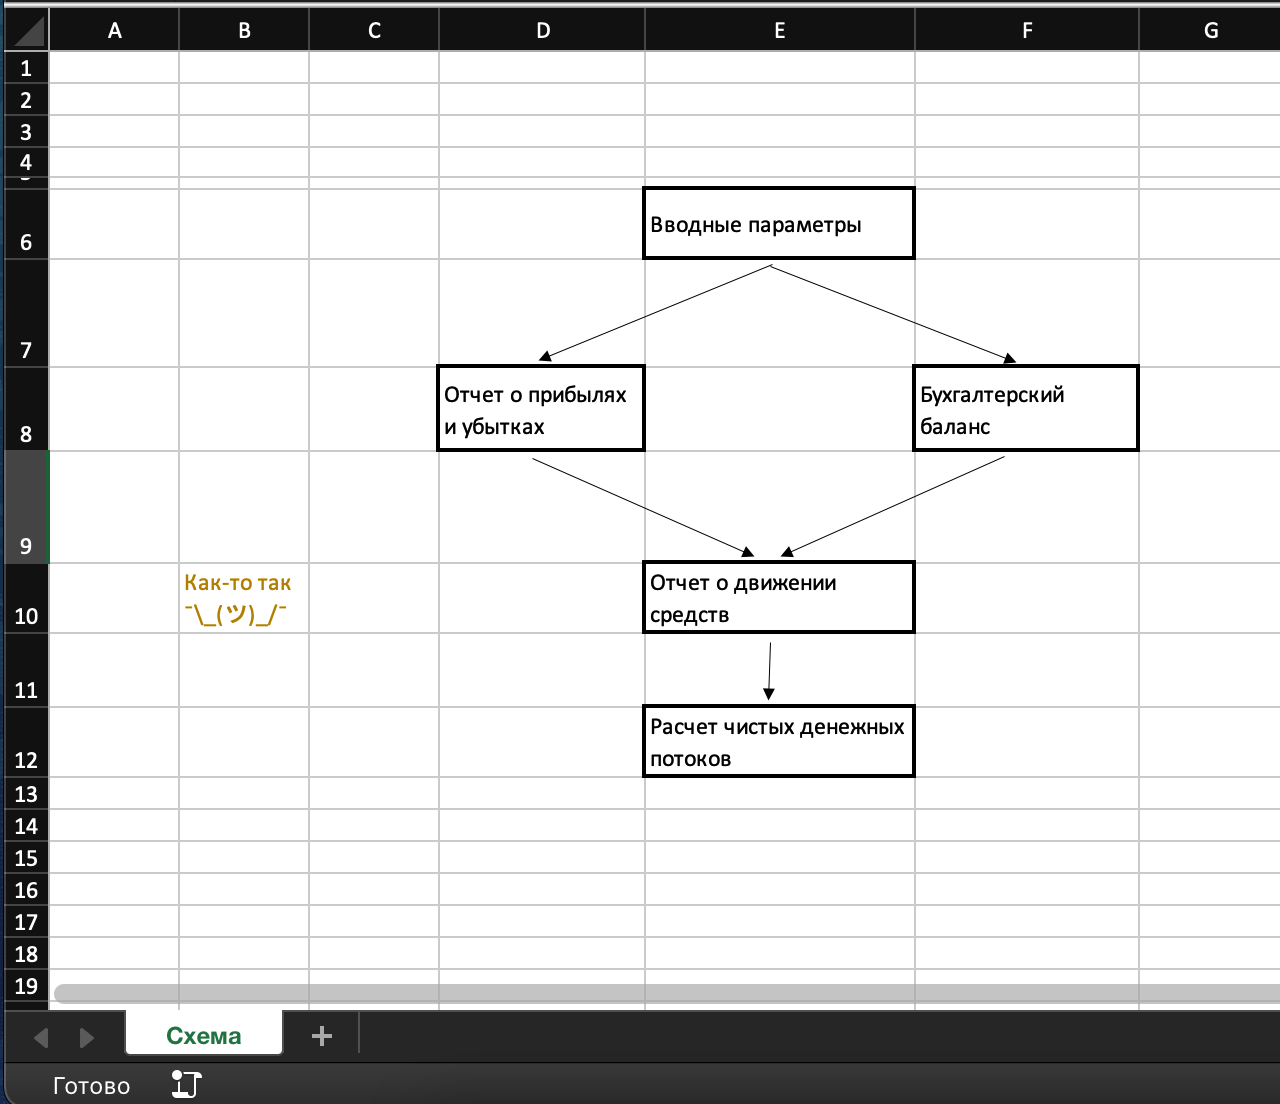 A B C D E F G
1
2
3
4
5
6
Вводные параметры
7
8
Отчет о прибылях
и убытках
Бухгалтерский
баланс
9
10
Как-то так
¯\_(ツ)_/¯
Отчет о движении
средств
11
12
Расчет чистых денежных
потоков
13
14
15
16
17
18
19
Схема
Готово